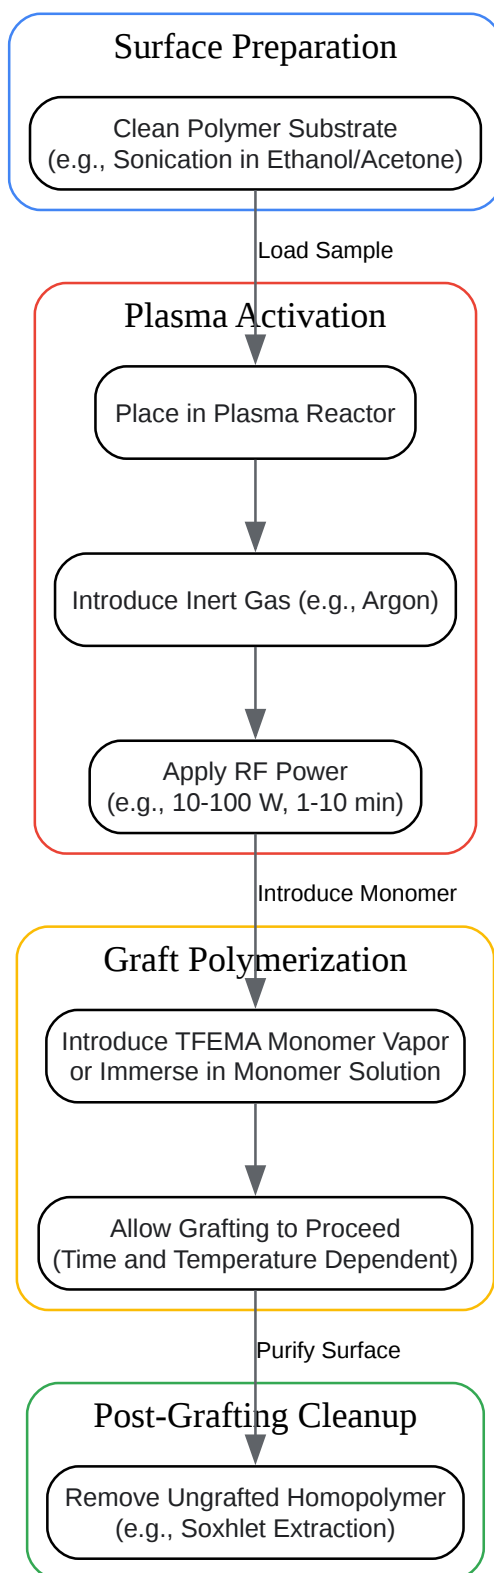 Surface Preparation
Clean Polymer Substrate
(e.g., Sonication in Ethanol/Acetone)
Load Sample
Plasma Activation
Place in Plasma Reactor
Introduce Inert Gas (e.g., Argon)
Apply RF Power
(e.g., 10-100 W, 1-10 min)
Introduce Monomer
Graft Polymerization
Introduce TFEMA Monomer Vapor
or Immerse in Monomer Solution
Allow Grafting to Proceed
(Time and Temperature Dependent)
Purify Surface
Post-Grafting Cleanup
Remove Ungrafted Homopolymer
(e.g., Soxhlet Extraction)